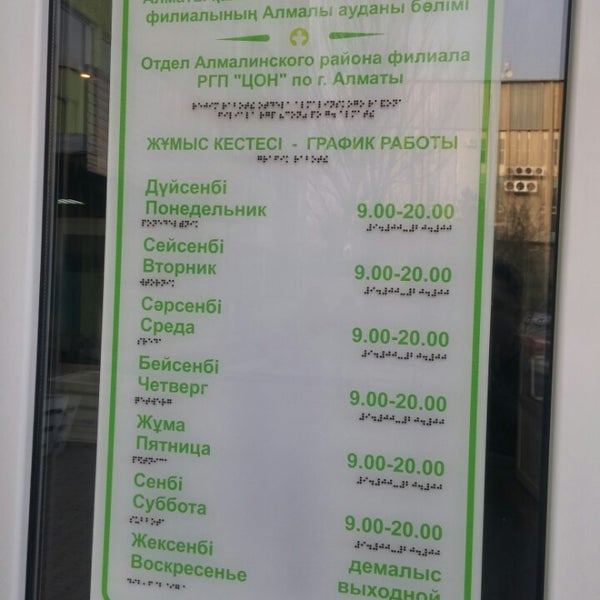 филиалының Алмалы ауданы бөлімі
Отдел Алмалинского района филиала
РГП "ЦОН" по г. Алматы
ЖҰМЫС КЕСТЕСІ - ГРАФИК РАБОТЫ
Дүйсенбі
Понедельник 9.00-20.00
Сейсенбі
Вторник 9.00-20.00
Сәрсенбі
Среда 9.00-20.00
Бейсенбі
Четверг 9.00-20.00
Жұма
Пятница 9.00-20.00
Сенбі
Суббота 9.00-20.00
Жексенбі демалыс
Воскресенье выходной